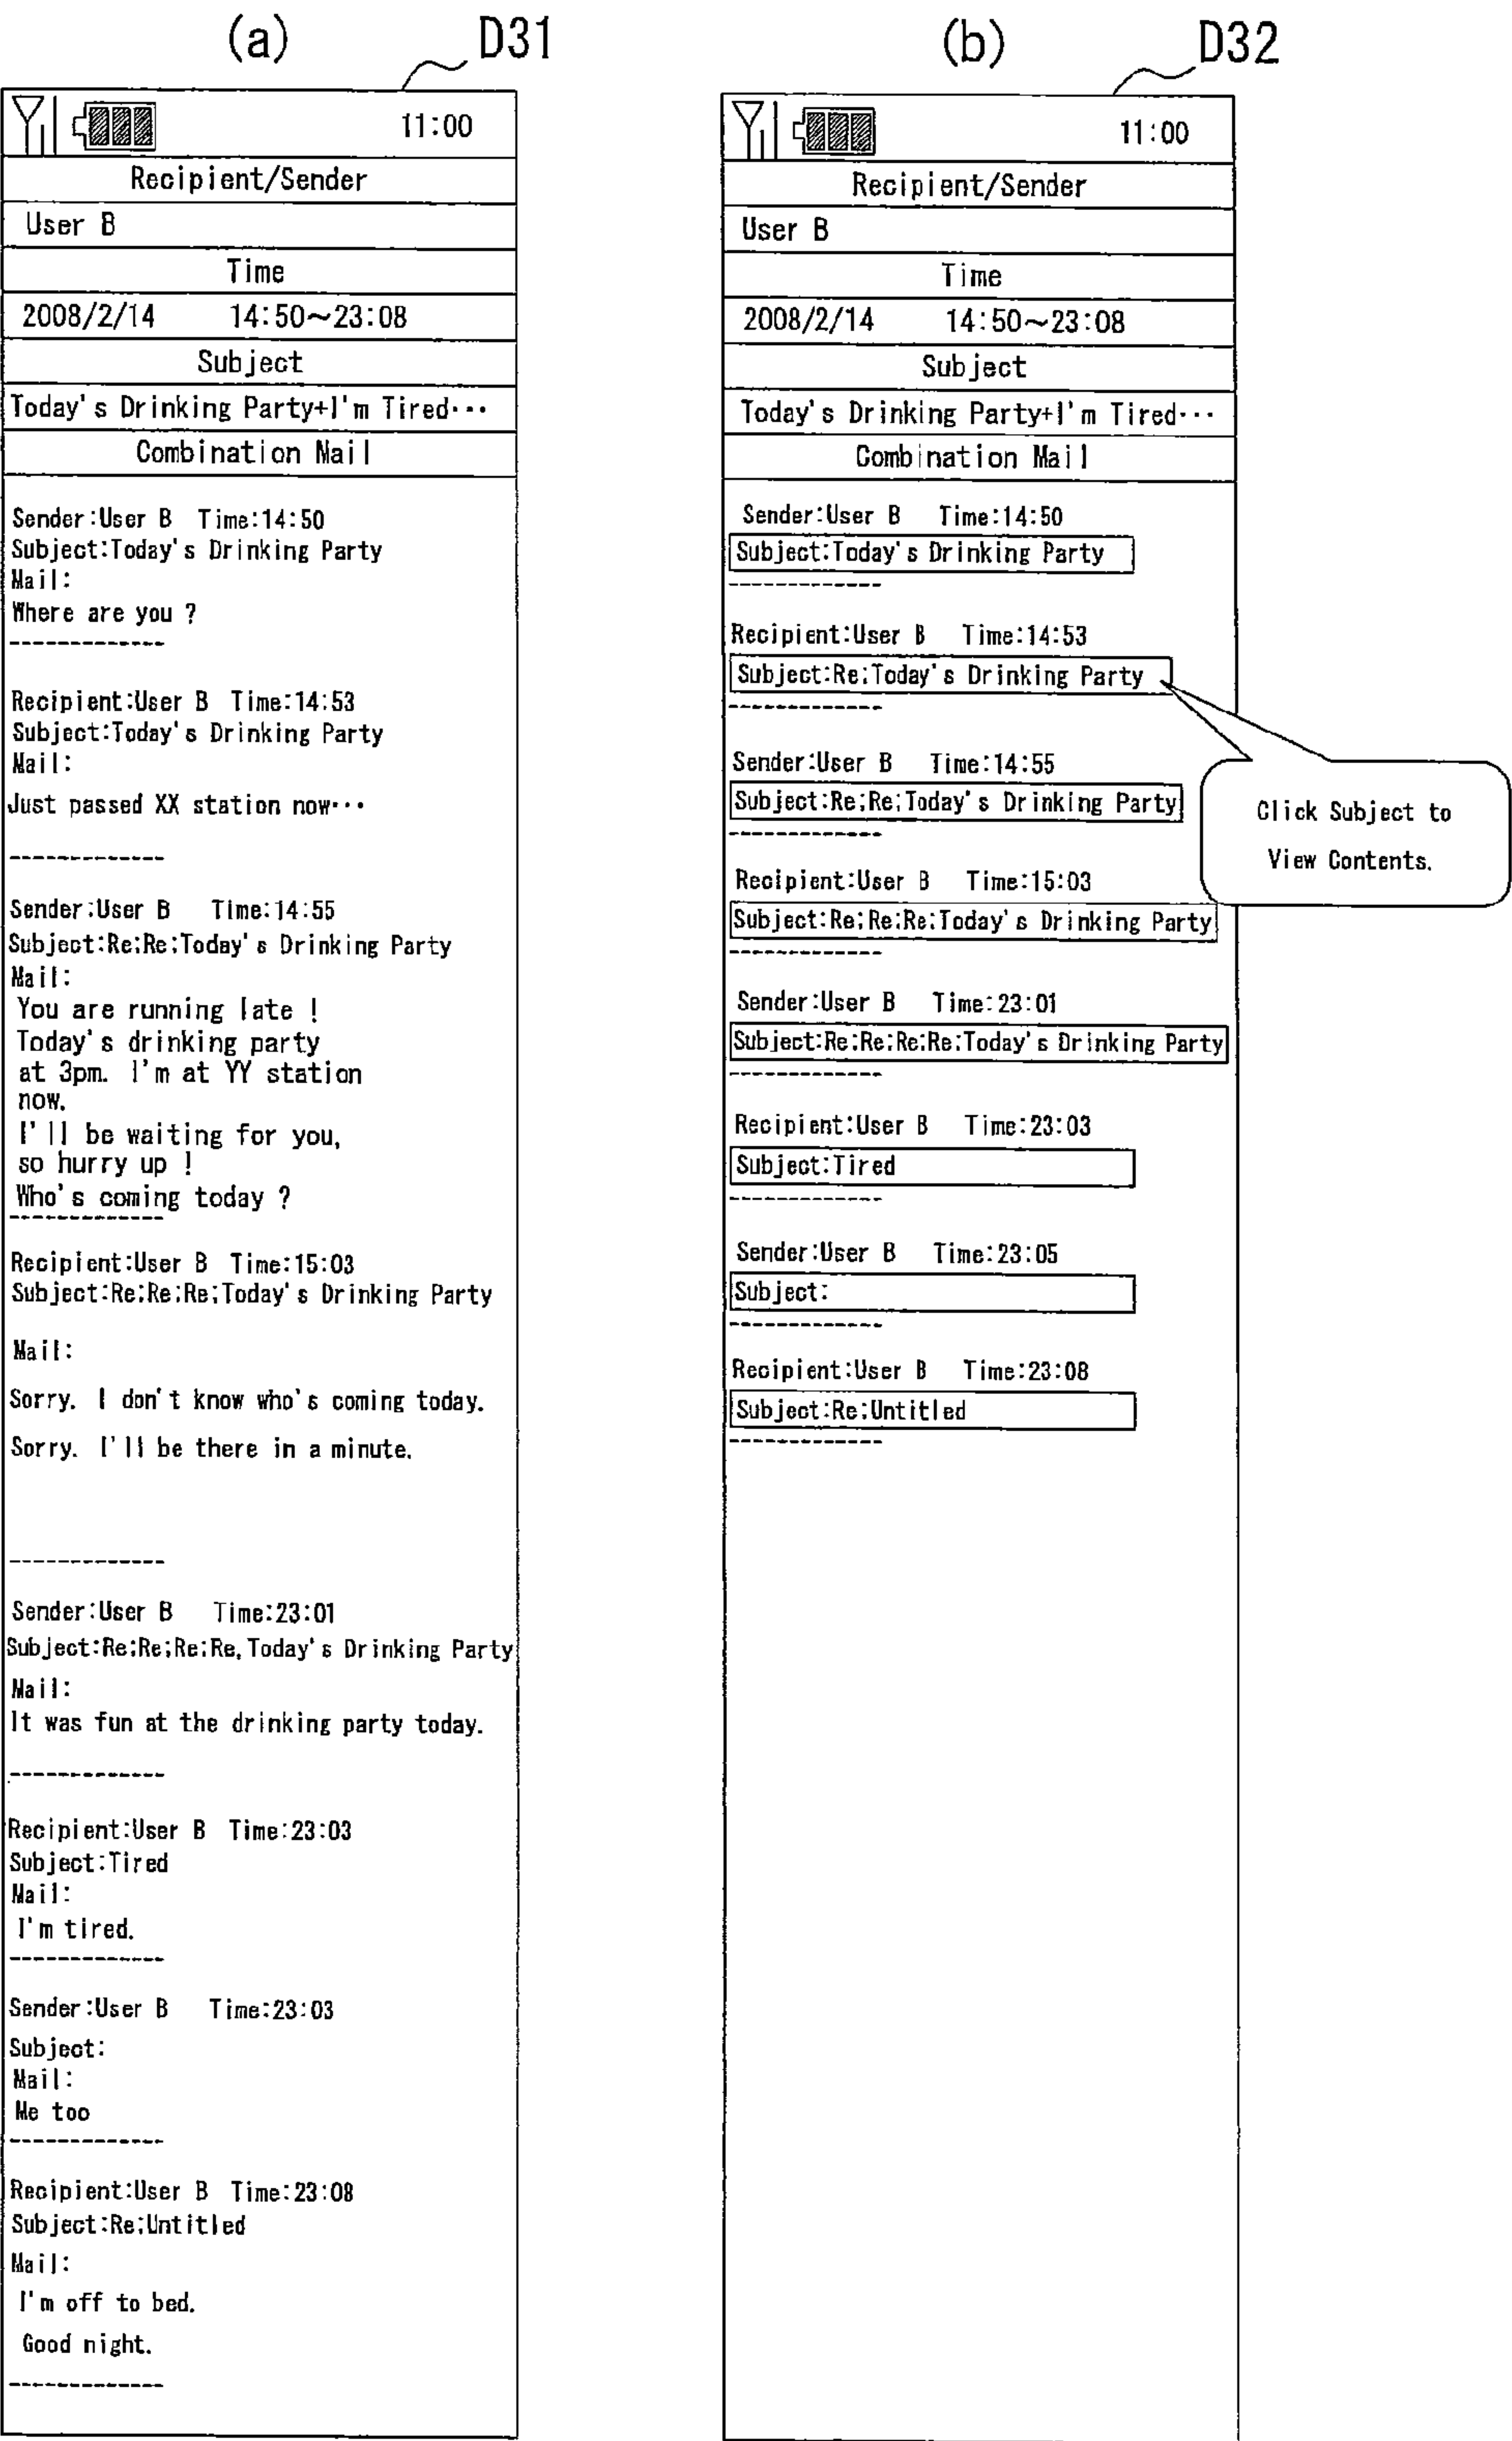 (a)
D31
11:00
Recipient/Sender
User B
Time
2008/2/14 14:50~23:08
Subject
Today's Drinking Party+I'm Tired···
Combination Mail
Sender:User B Time:14:50
Subject:Today's Drinking Party
Mail:
Where are you ?
-------------
Recipient:User B Time:14:53
Subject:Today's Drinking Party
Mail:
Just passed XX station now···
-------------
Sender:User B Time:14:55
Subject:Re:Re:Today's Drinking Party
Mail:
You are running late !
Today's drinking party
at 3pm. I'm at YY station
now.
I'll be waiting for you,
so hurry up !
Who's coming today ?
-------------
Recipient:User B Time:15:03
Subject:Re:Re:Re:Today's Drinking Party
Mail:
Sorry. I don't know who's coming today.
Sorry. I'll be there in a minute.
-------------
Sender:User B Time:23:01
Subject:Re:Re:Re:Re,Today's Drinking Party
Mail:
It was fun at the drinking party today.
-------------
Recipient:User B Time:23:03
Subject:Tired
Mail:
I'm tired.
-------------
Sender:User B Time:23:03
Subject:
Mail:
Me too
-------------
Recipient:User B Time:23:08
Subject:Re:Untitled
Mail:
I'm off to bed.
Good night.
-------------
(b)
D32
11:00
Recipient/Sender
User B
Time
2008/2/14 14:50~23:08
Subject
Today's Drinking Party+I'm Tired···
Combination Mail
Sender:User B Time:14:50
Subject:Today's Drinking Party
-------------
Recipient:User B Time:14:53
Subject:Re:Today's Drinking Party
-------------
Sender:User B Time:14:55
Subject:Re:Re:Today's Drinking Party
-------------
Recipient:User B Time:15:03
Subject:Re:Re:Re:Today's Drinking Party
-------------
Sender:User B Time:23:01
Subject:Re:Re:Re:Re:Today's Drinking Party
-------------
Recipient:User B Time:23:03
Subject:Tired
-------------
Sender:User B Time:23:05
Subject:
-------------
Recipient:User B Time:23:08
Subject:Re:Untitled
-------------
Click Subject to
View Contents.